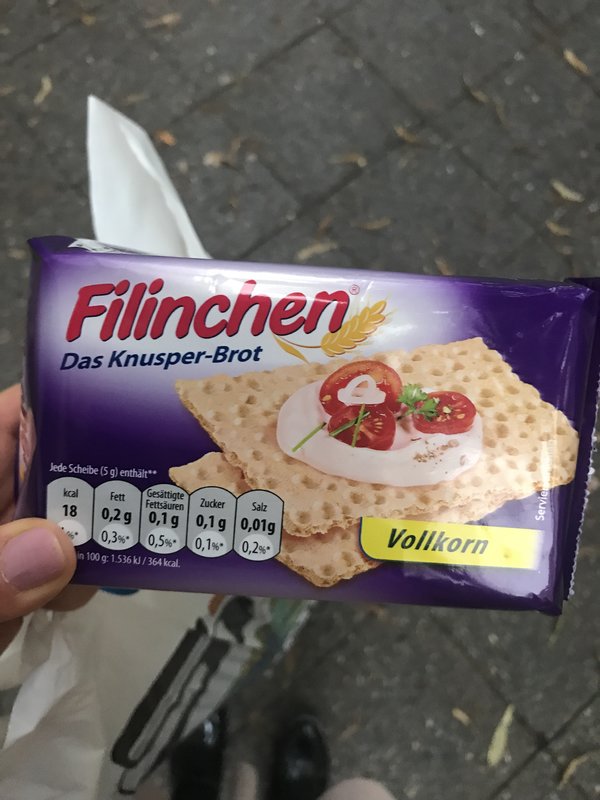 Filinchen®
Das Knusper-Brot
Jede Scheibe (5 g) enthält**
kcal
18
Fett
0,2 g
0,3%*
Gesättigte
Fettsäuren
0,1 g
0,5%*
Zucker
0,1 g
0,1%*
Salz
0,01g
0,2%*
in 100 g: 1.536 kJ / 364 kcal.
Vollkorn